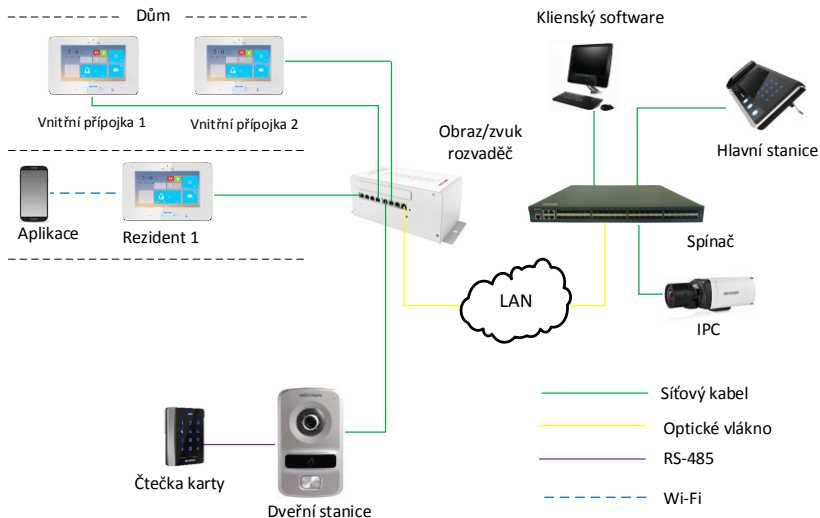 Dům
Klienský software
Vnitřní přípojka 1
Vnitřní přípojka 2
Obraz/zvuk
rozvaděč
Hlavní stanice
Aplikace
Rezident 1
Spínač
LAN
IPC
Síťový kabel
Optické vlákno
RS-485
Wi-Fi
Čtečka karty
HIKVISION
Dveřní stanice